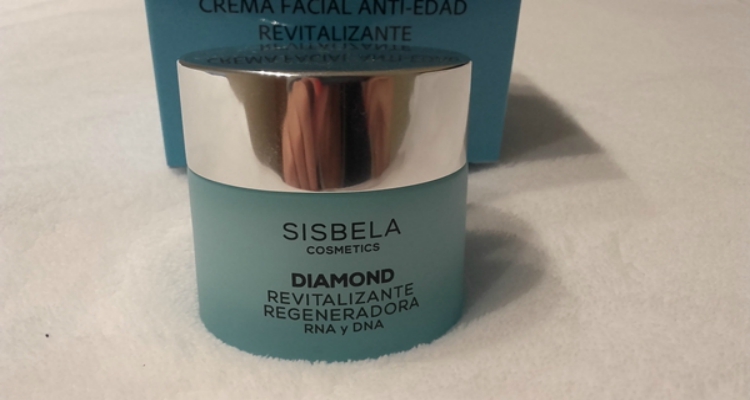 CREMA FACIAL ANTI-EDAD
REVITALIZANTE
SISBELA
COSMETICS
DIAMOND
REVITALIZANTE
REGENERADORA
RNA y DNA